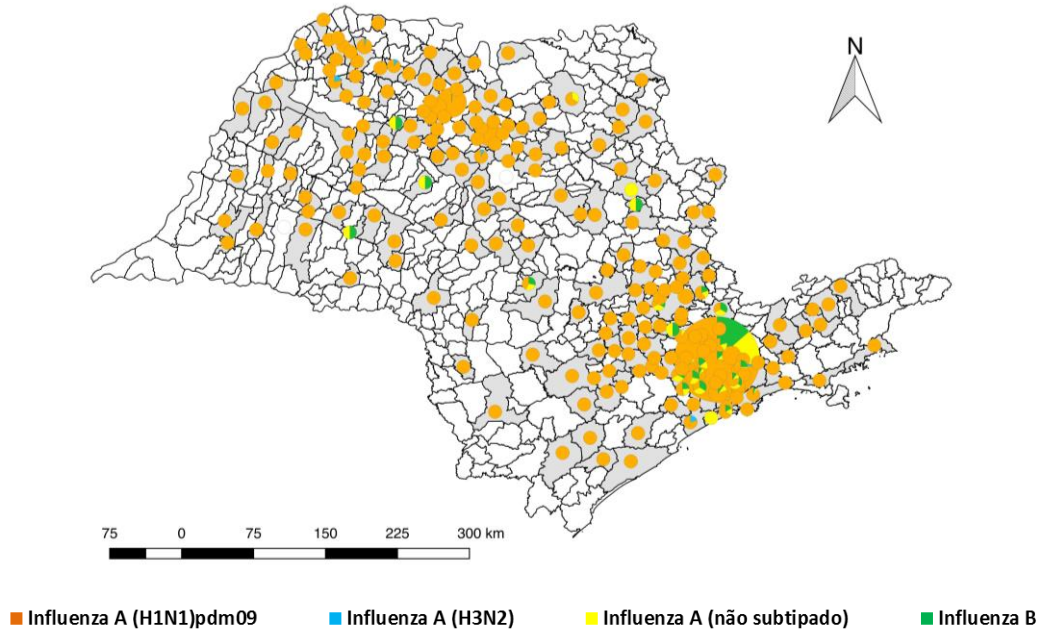 N
75 0 75 150 225 300 km
Influenza A (H1N1)pdm09 Influenza A (H3N2) Influenza A (não subtipado) Influenza B